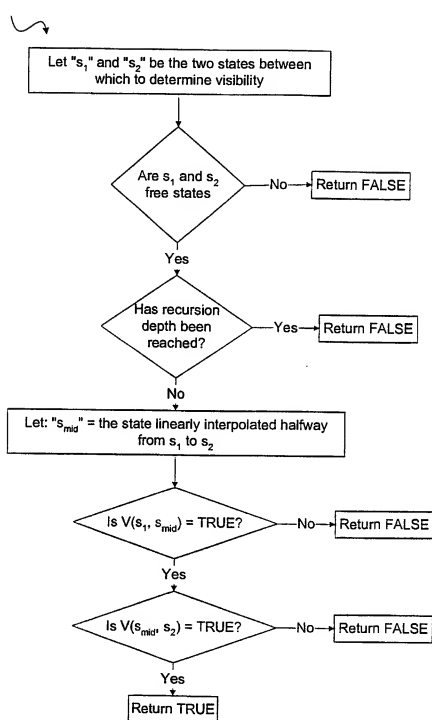 Let "s1" and "s2" be the two states between
which to determine visibility
Are s1 and s2
free states
No
Return FALSE
Yes
Has recursion
depth been
reached?
Yes
Return FALSE
No
Let: "smid" = the state linearly interpolated halfway
from s1 to s2
Is V(s1, smid) = TRUE?
No
Return FALSE
Yes
Is V(smid, s2) = TRUE?
No
Return FALSE
Yes
Return TRUE